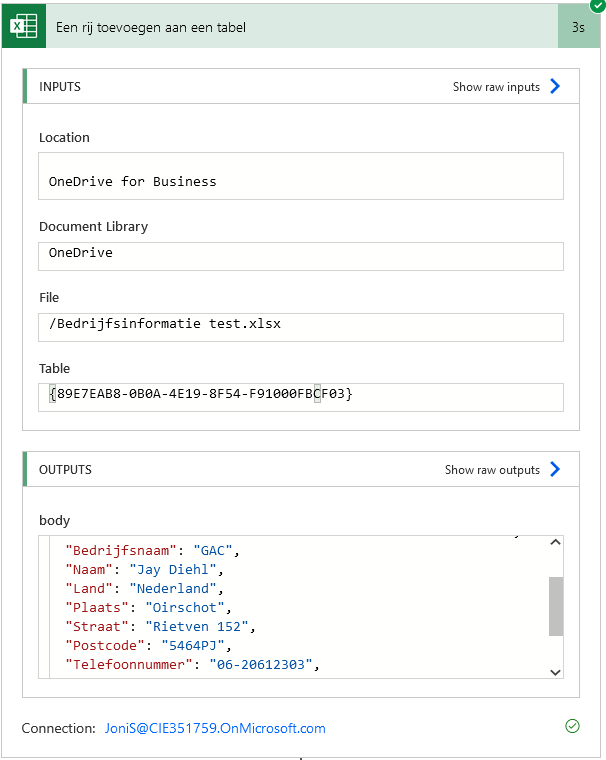 Een rij toevoegen aan een tabel
3s
INPUTS
Show raw inputs
Location
OneDrive for Business
Document Library
OneDrive
File
/Bedrijfsinformatie test.xlsx
Table
{89E7EAB8-0B0A-4E19-8F54-F91000FBCF03}
OUTPUTS
Show raw outputs
body
"Bedrijfsnaam": "GAC",
"Naam": "Jay Diehl",
"Land": "Nederland",
"Plaats": "Oirschot",
"Straat": "Rietven 152",
"Postcode": "5464PJ",
"Telefoonnummer": "06-20612303",
Connection: JoniS@CIE351759.OnMicrosoft.com